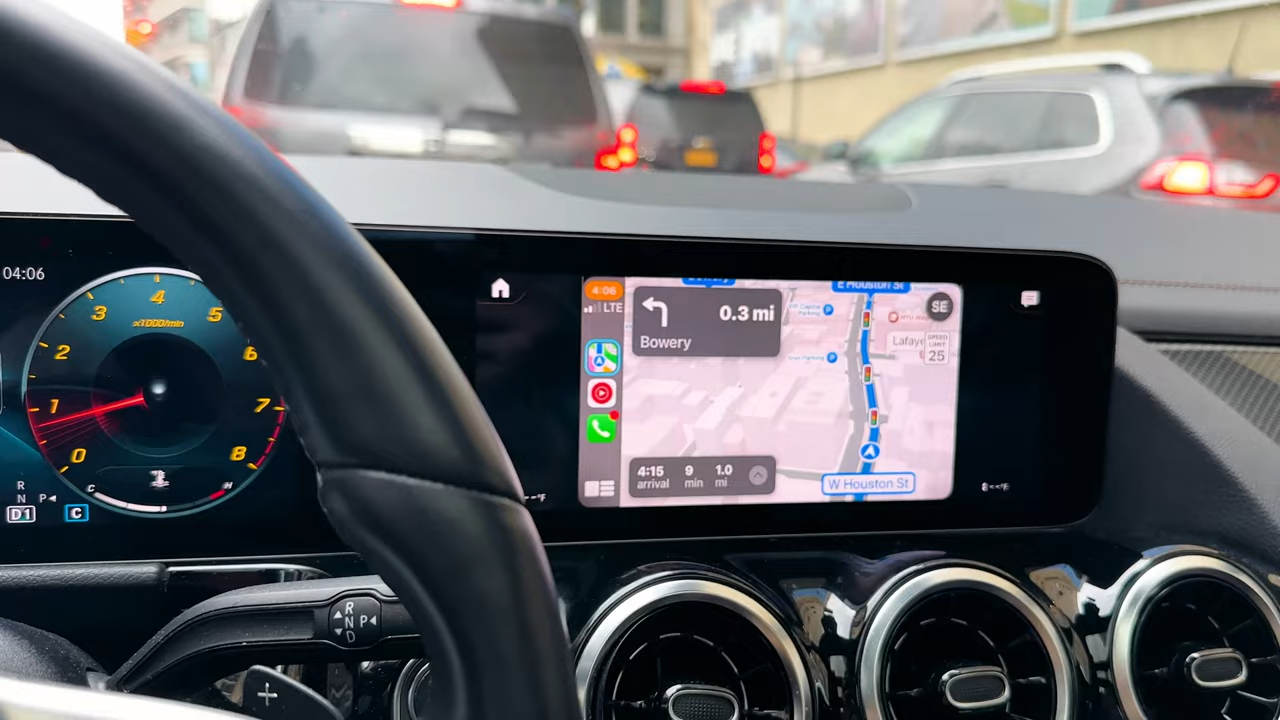 04:06
4
3
5
x1000/min
2
6
1
7
0
8
C
H
R
N P
D1
C
4:06
LTE
0.3 mi
Bowery
E Houston St
SE
Lafaye
SPEED
LIMIT
25
4:15 9 1.0
arrival min mi
W Houston St
°F
°F
R
N P
D
+